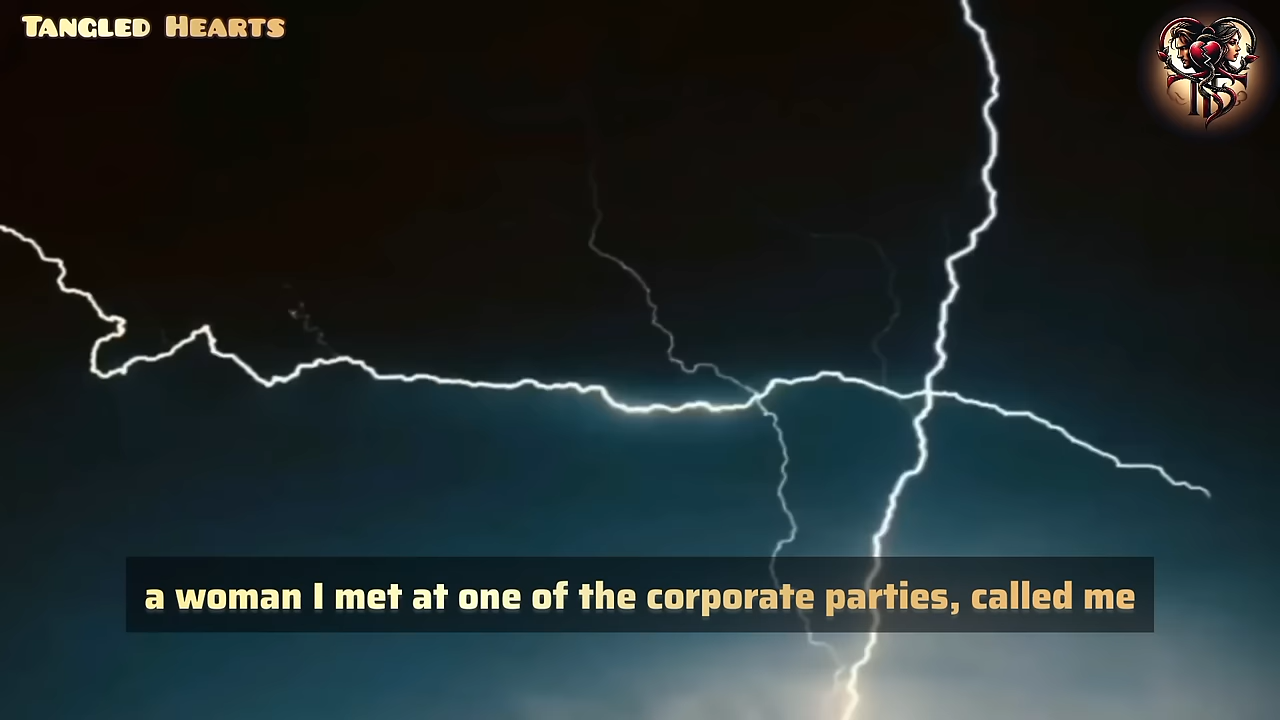 Tangled Hearts
a woman I met at one of the corporate parties, called me